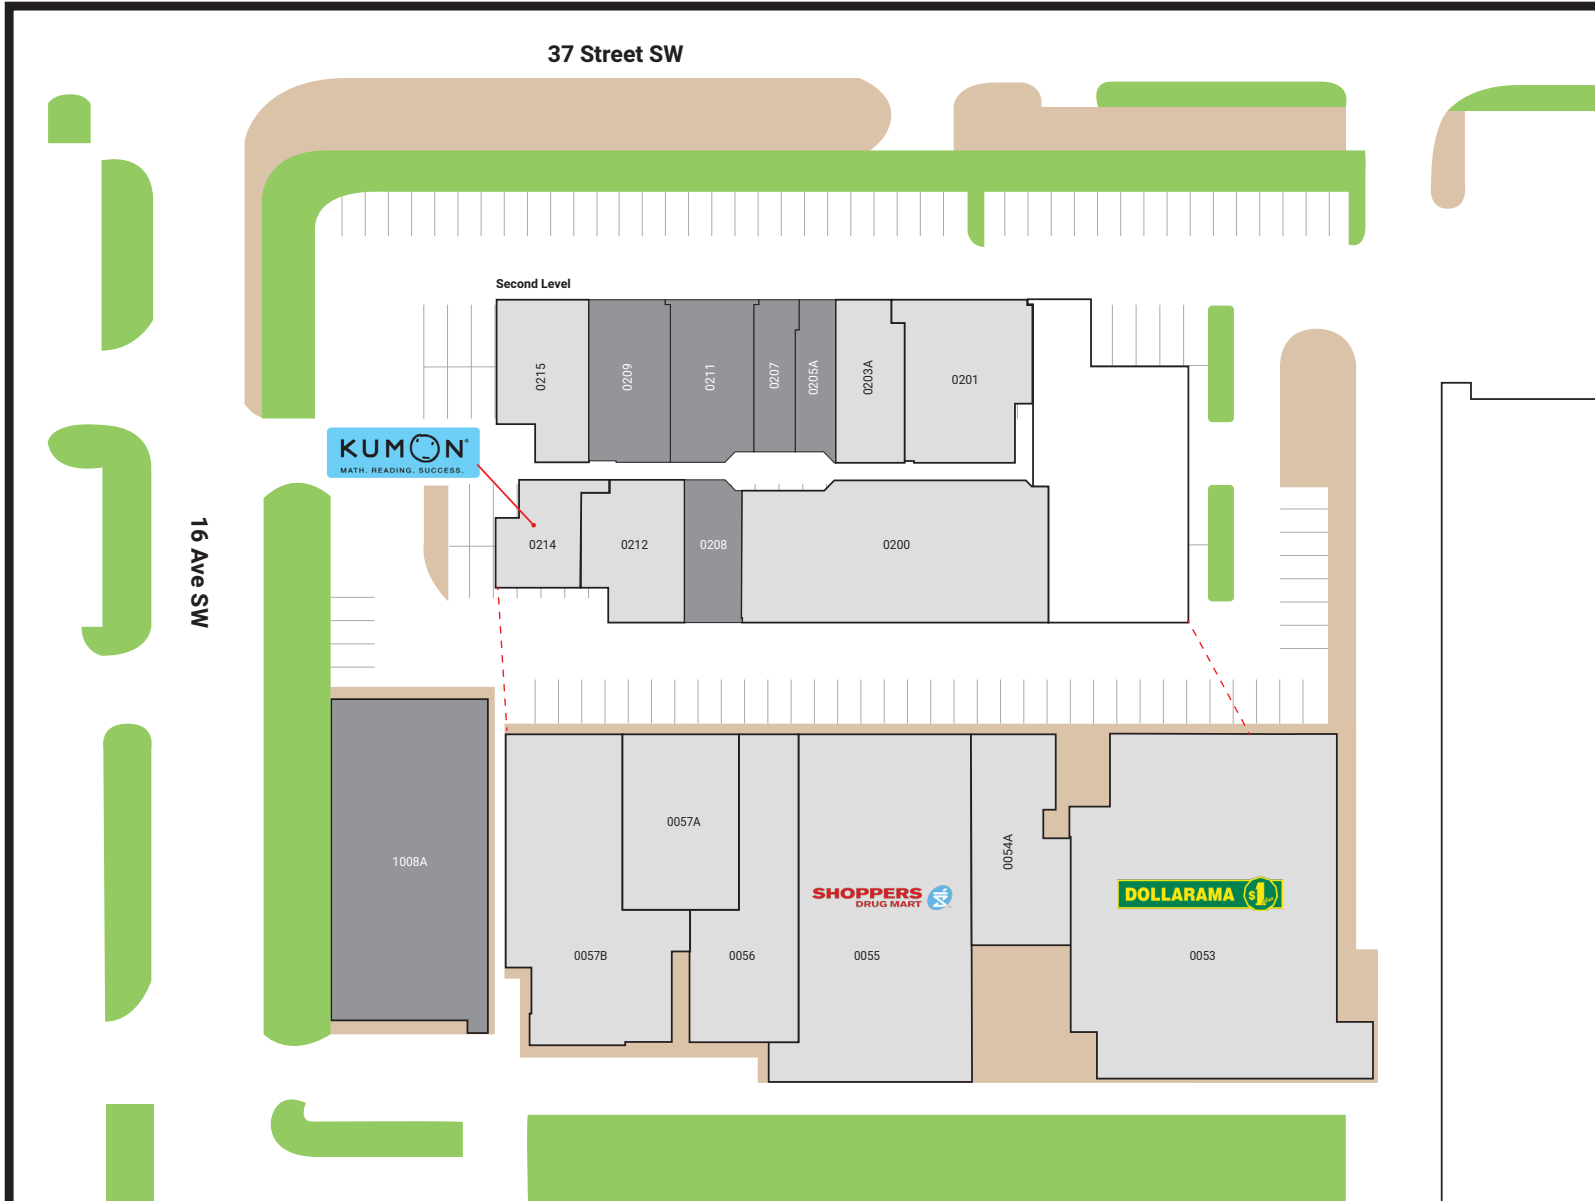 37 Street SW
Second Level
0215
0209
0211
0207
0205A
0203A
0201
KUMON®
MATH. READING. SUCCESS.
0214
0212
0208
0200
16 Ave SW
1008A
0057A
0054A
SHOPPERS
DRUG MART
DOLLARAMA $1
0057B
0056
0055
0053